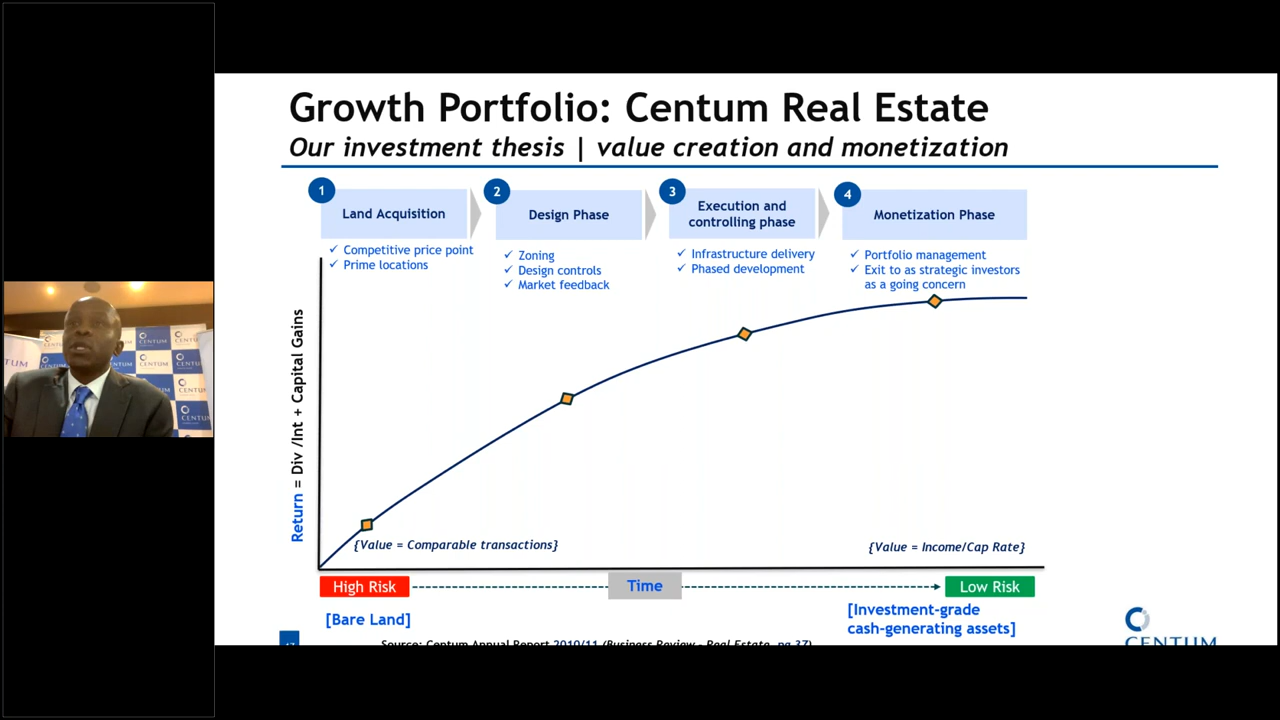 Growth Portfolio: Centum Real Estate
Our investment thesis | value creation and monetization
1
Land Acquisition
✓ Competitive price point
✓ Prime locations
2
Design Phase
✓ Zoning
✓ Design controls
✓ Market feedback
3
Execution and
controlling phase
✓ Infrastructure delivery
✓ Phased development
4
Monetization Phase
✓ Portfolio management
✓ Exit to as strategic investors
as a going concern
Return = Div /Int + Capital Gains
{Value = Comparable transactions}
{Value = Income/Cap Rate}
High Risk
Time
Low Risk
[Bare Land]
[Investment-grade
cash-generating assets]
Source: Centum Annual Report 2010/11 (Business Review - Real Estate, pg 37)
CENTUM
CENTUM
CENTUM
CENTUM
CENTUM